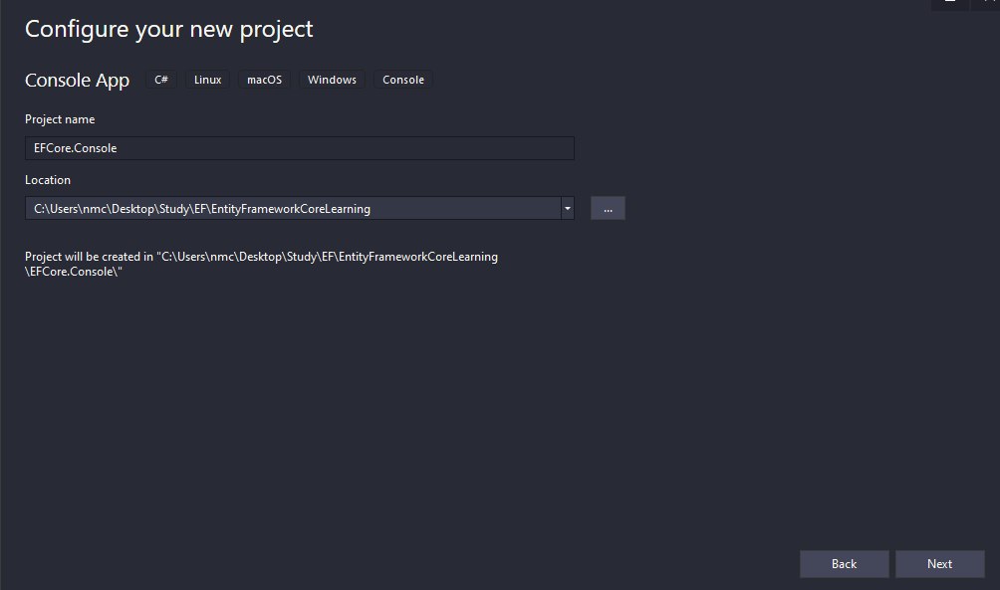 Configure your new project
Console App C# Linux macOS Windows Console
Project name
EFCore.Console
Location
C:\Users\nmc\Desktop\Study\EF\EntityFrameworkCoreLearning ...
Project will be created in "C:\Users\nmc\Desktop\Study\EF\EntityFrameworkCoreLearning
\EFCore.Console\"
Back Next